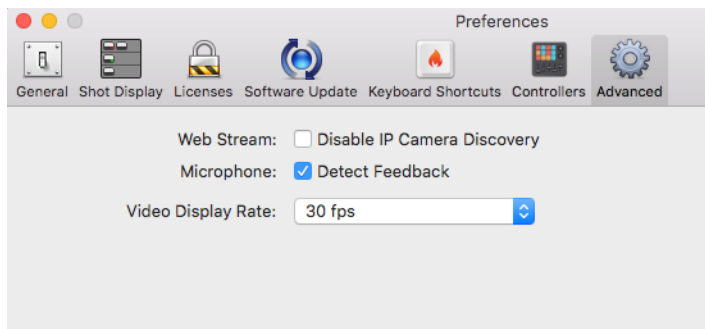 Preferences
General Shot Display Licenses Software Update Keyboard Shortcuts Controllers Advanced
Web Stream: Disable IP Camera Discovery
Microphone: Detect Feedback
Video Display Rate: 30 fps